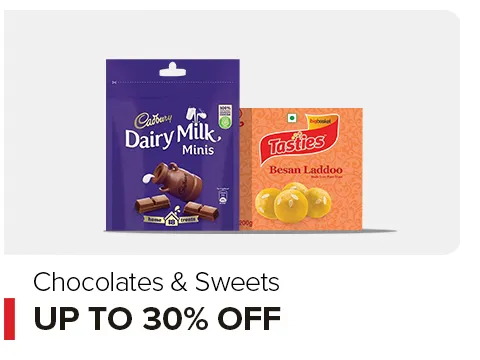 Cadbury
Dairy Milk
Minis
home treats
Tasties
Besan Laddoo
200g
Chocolates & Sweets
UP TO 30% OFF